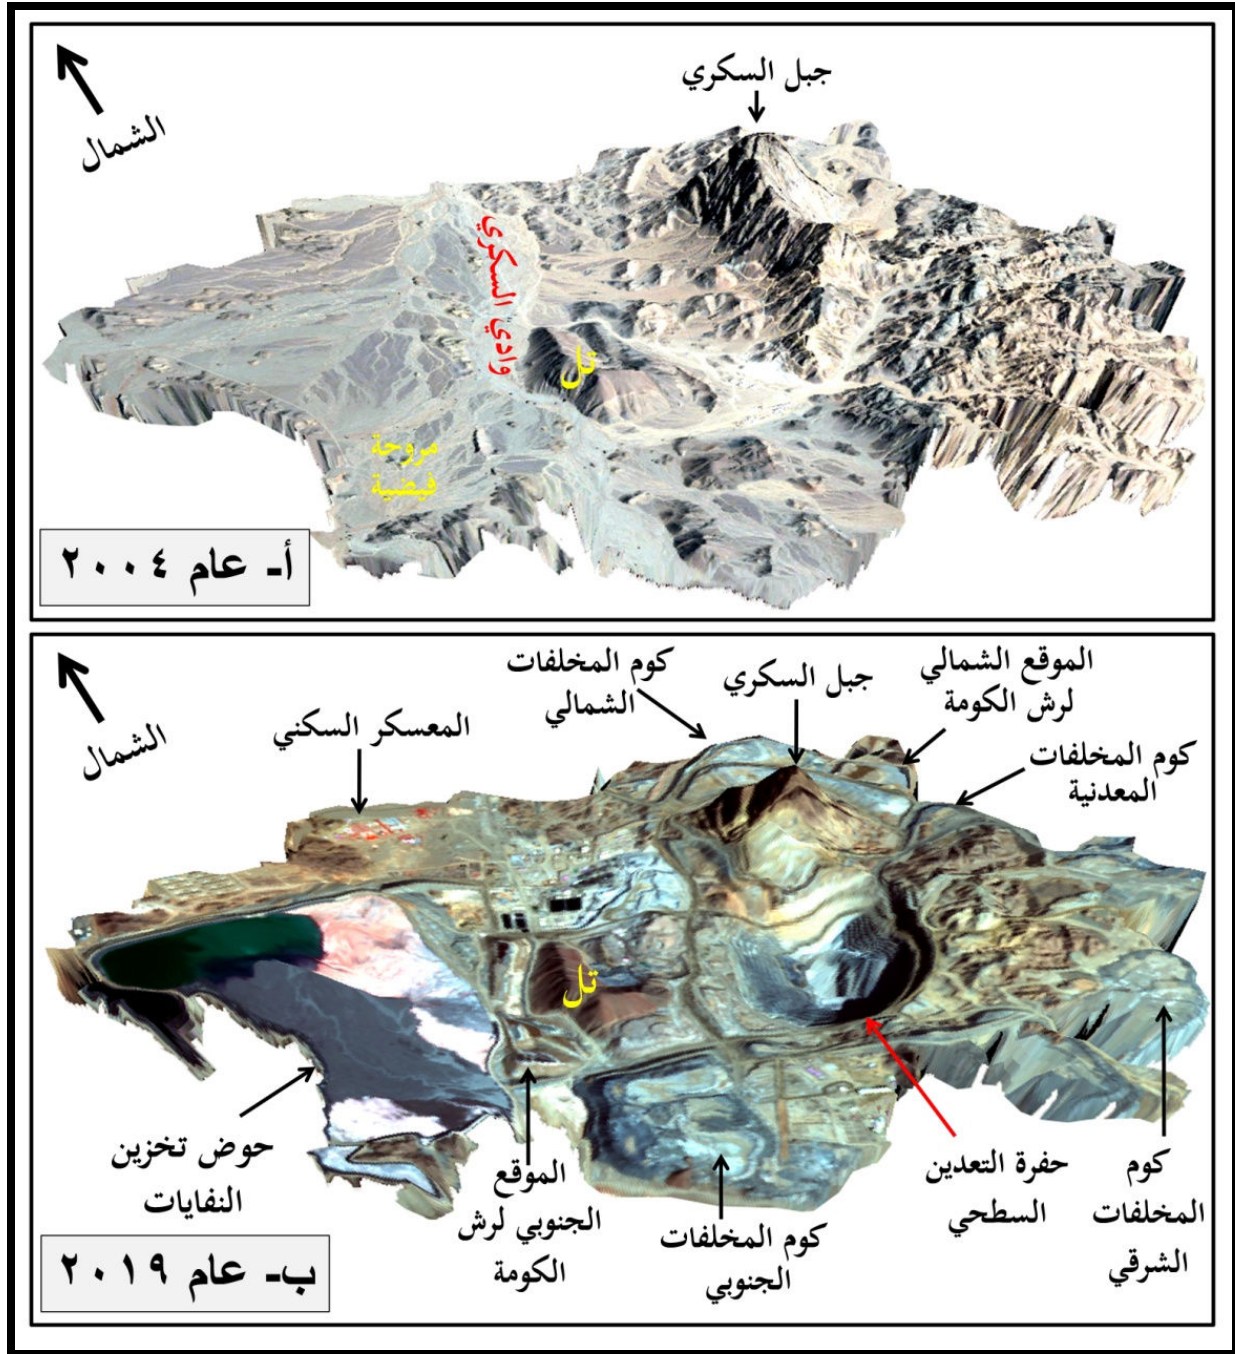 جبل السكري
الشمال
وادي السكري
تل
مروحة
فيضية
أ- عام ٢٠٠٤
الموقع الشمالي
لرش الكومة
كوم المخلفات
الشمالي
جبل السكري
المعسكر السكني
الشمال
كوم المخلفات
المعدنية
تل
حوض تخزين
النفايات
الموقع
الجنوبي لرش
الكومة
كوم المخلفات
الجنوبي
حفرة التعدين
السطحي
كوم
المخلفات
الشرقي
ب- عام ٢٠١٩